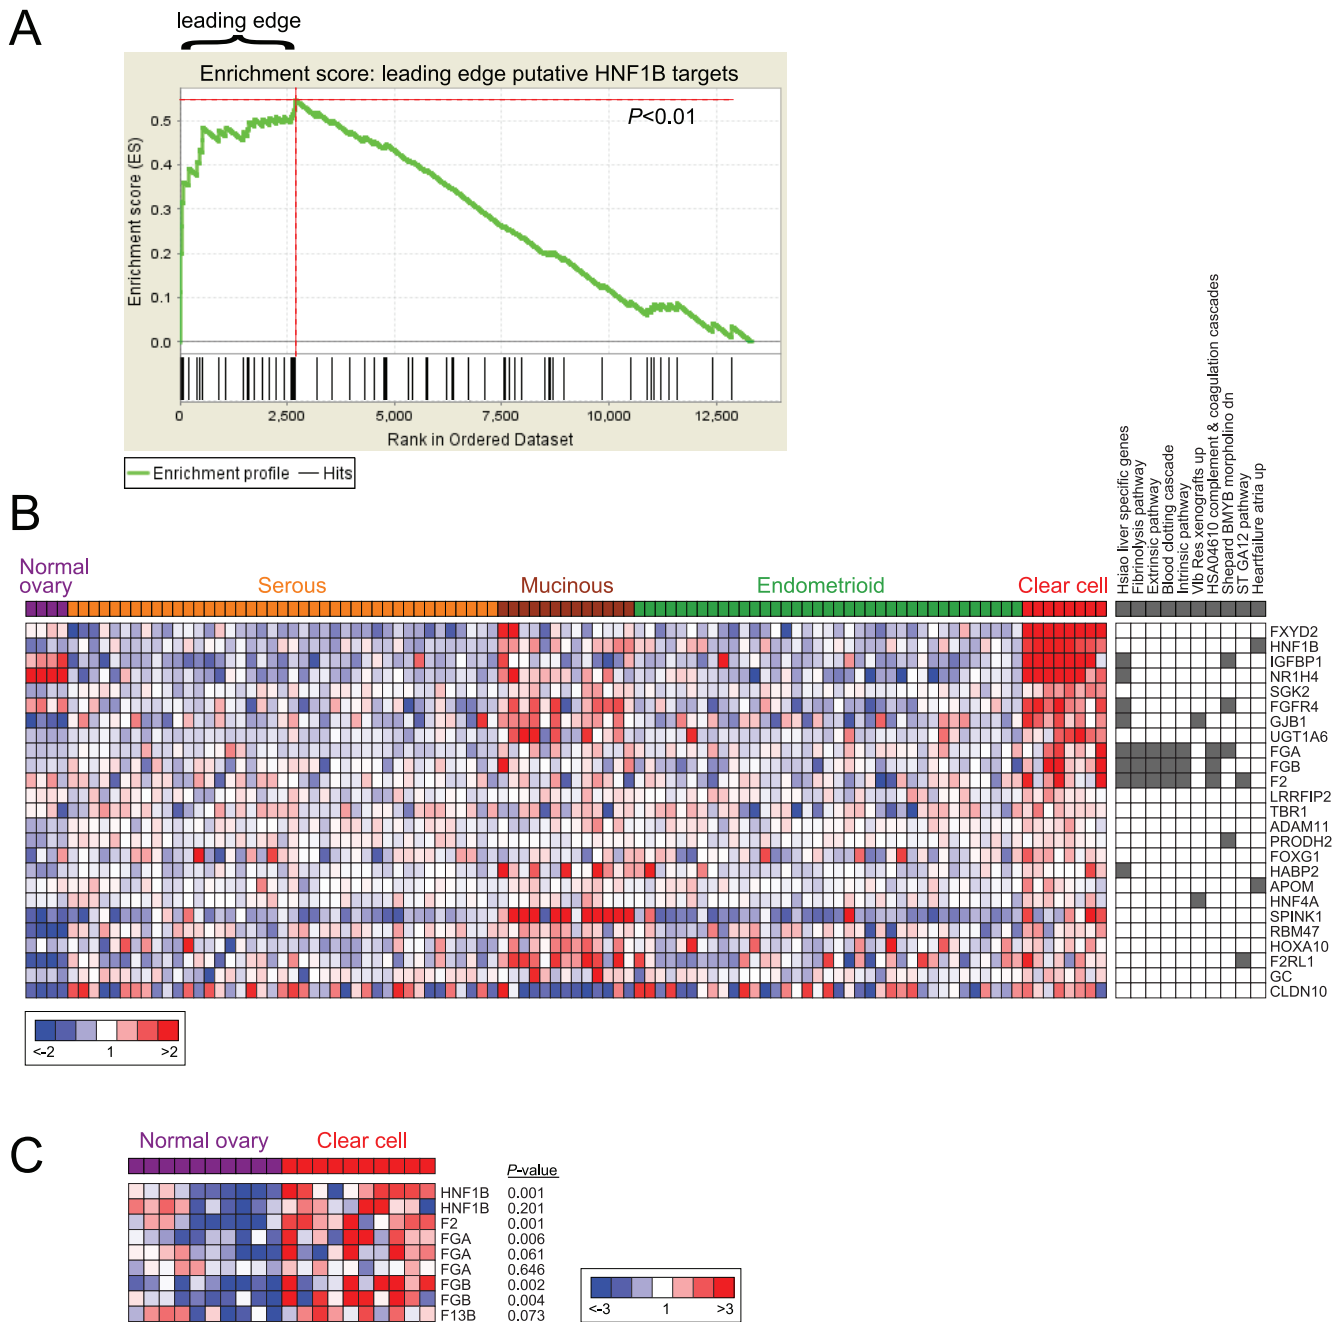 A
leading edge
Enrichment score: leading edge putative HNF1B targets
P<0.01
Enrichment score (ES)
0.5
0.4
0.3
0.2
0.1
0.0
0 2,500 5,000 7,500 10,000 12,500
Rank in Ordered Dataset
Enrichment profile Hits
B
Normal ovary
Serous
Mucinous
Endometrioid
Clear cell
Hsiao liver specific genes
Fibrinolysis pathway
Extrinsic pathway
Blood clotting cascade
Intrinsic pathway
HSA04610 complement & coagulation cascades
Shepard BMYB morpholino dn
ST GA12 pathway
Heartfailure atria up
FXYD2
HNF1B
IGFBP1
NR1H4
SGK2
FGFR4
GJB1
UGT1A6
FGA
FGB
F2
LRRFIP2
TBR1
ADAM11
PRODH2
FOXG1
HABP2
APOM
HNF4A
SPINK1
RBM47
HOXA10
F2RL1
GC
CLDN10
<-2 1 >2
C
Normal ovary Clear cell
P-value
HNF1B 0.001
HNF1B 0.201
F2 0.001
FGA 0.006
FGA 0.061
FGA 0.646
FGB 0.002
FGB 0.004
F13B 0.073
<-3 1 >3